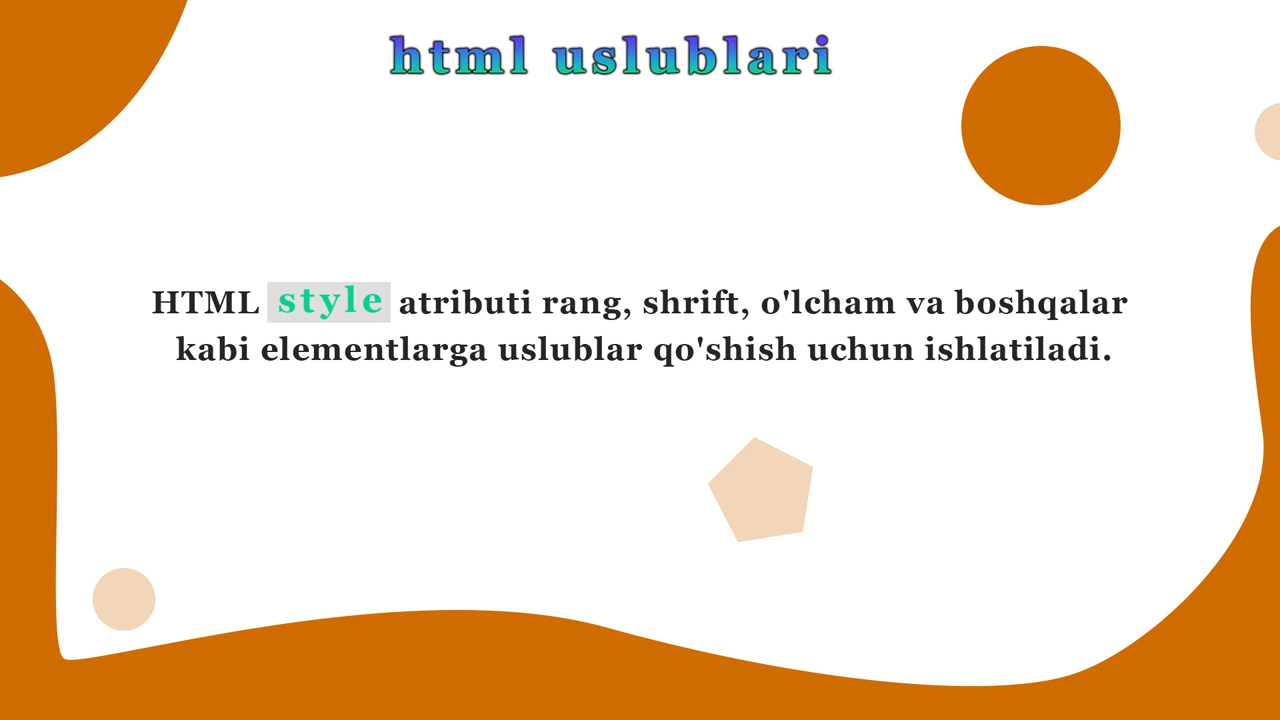 html uslublari
HTML style atributi rang, shrift, o'lcham va boshqalar
kabi elementlarga uslublar qo'shish uchun ishlatiladi.